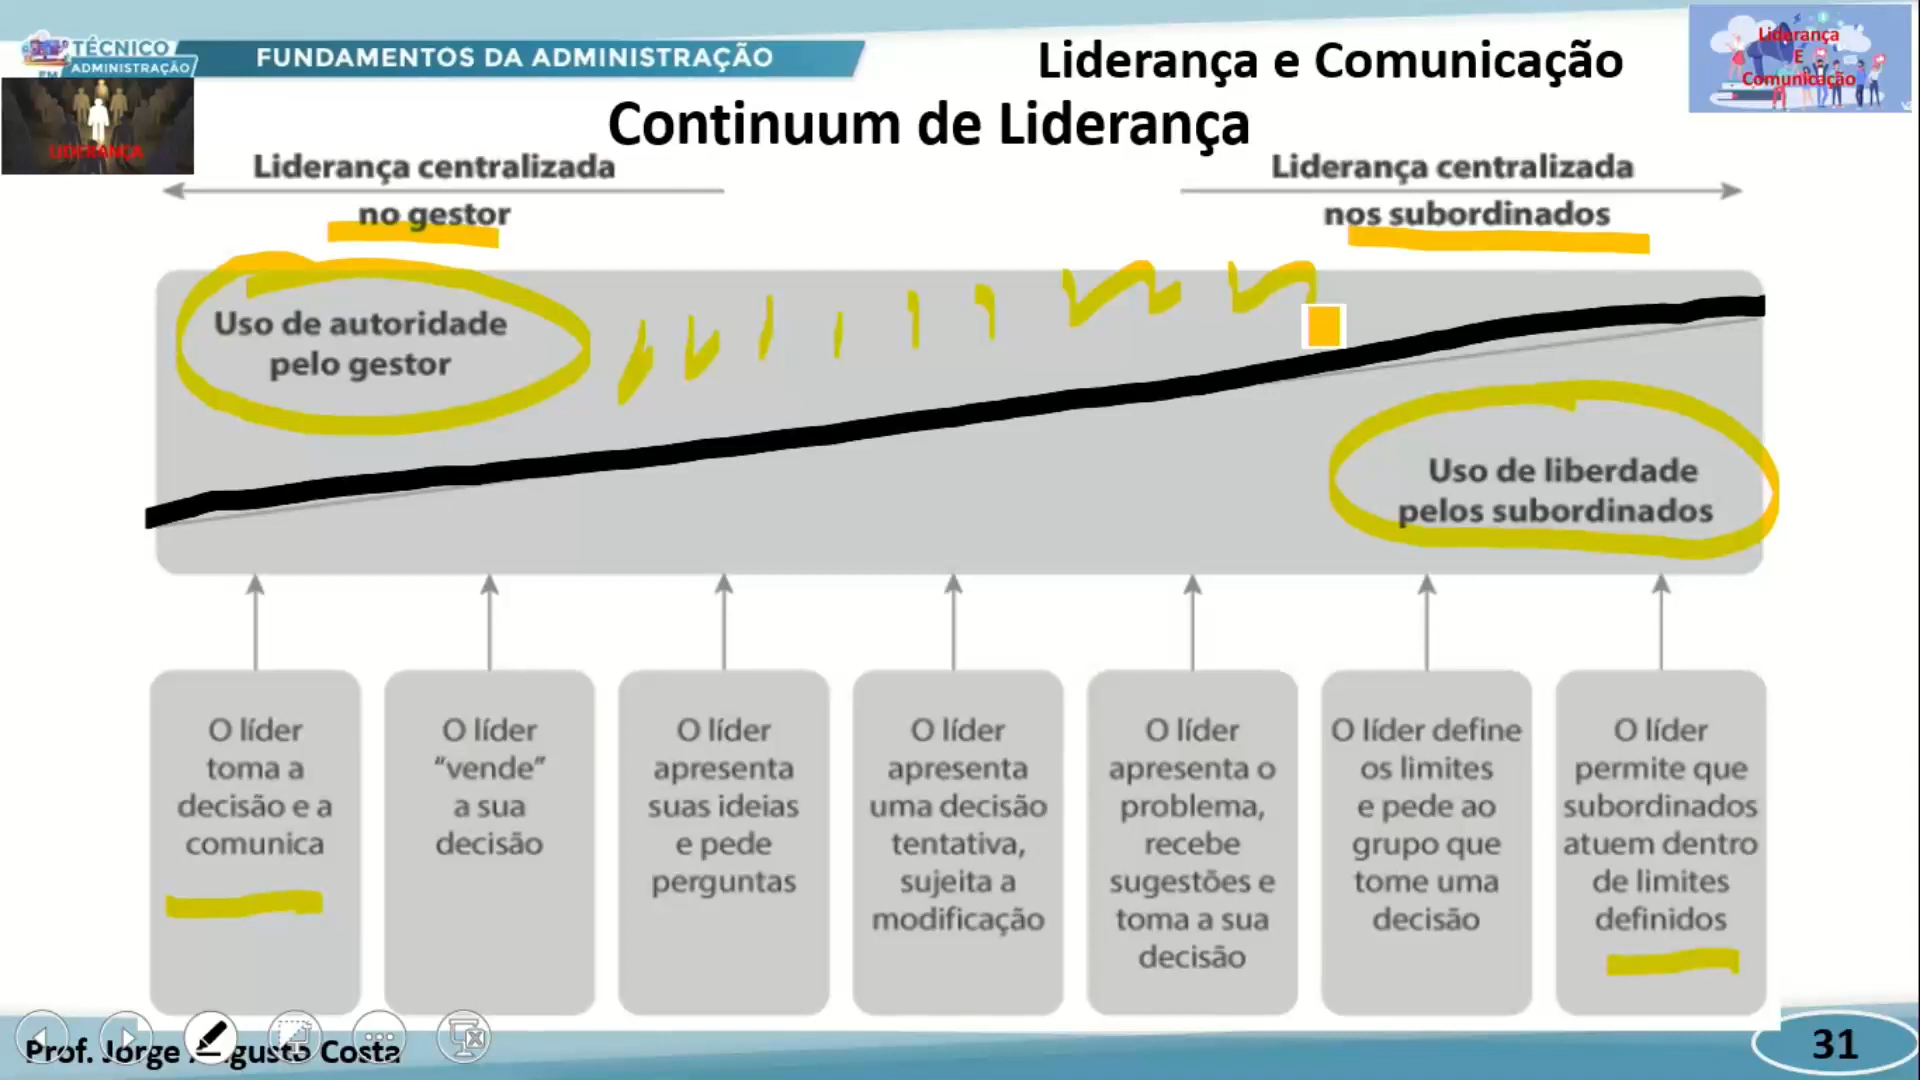 TÉCNICO
EM
ADMINISTRAÇÃO
FUNDAMENTOS DA ADMINISTRAÇÃO
Liderança e Comunicação
Liderança
E
Comunicação
LIDERANÇA
Continuum de Liderança
Liderança centralizada
no gestor
Liderança centralizada
nos subordinados
Uso de autoridade
pelo gestor
Uso de liberdade
pelos subordinados
O líder
toma a
decisão e a
comunica
O líder
“vende”
a sua
decisão
O líder
apresenta
suas ideias
e pede
perguntas
O líder
apresenta
uma decisão
tentativa,
sujeita a
modificação
O líder
apresenta o
problema,
recebe
sugestões e
toma a sua
decisão
O líder define
os limites
e pede ao
grupo que
tome uma
decisão
O líder
permite que
subordinados
atuem dentro
de limites
definidos
Prof. Jorge Augusto Costa
31